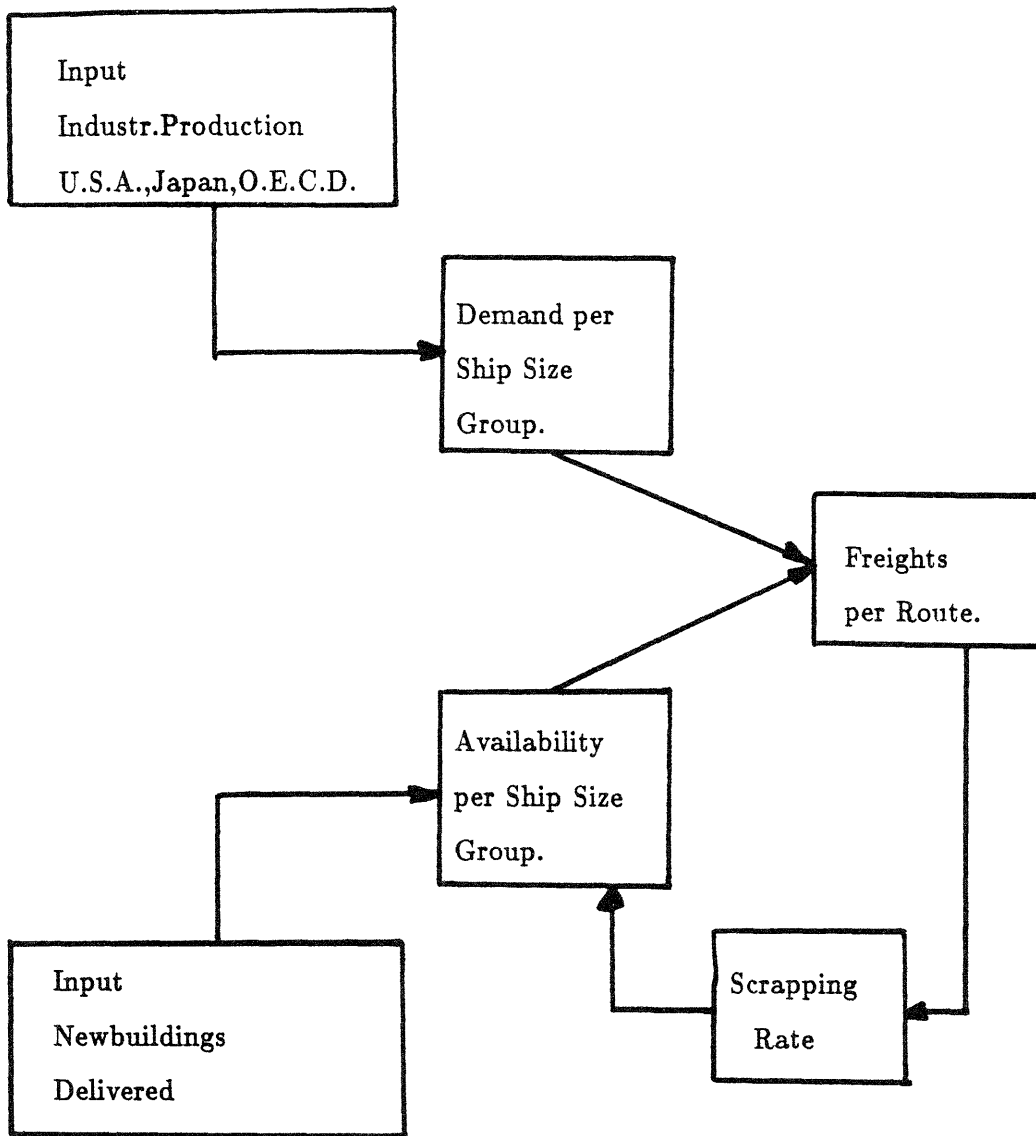 Input
Industr.Production
U.S.A.,Japan,O.E.C.D.
Demand per
Ship Size
Group.
Freights
per Route.
Availability
per Ship Size
Group.
Input
Newbuildings
Delivered
Scrapping
Rate